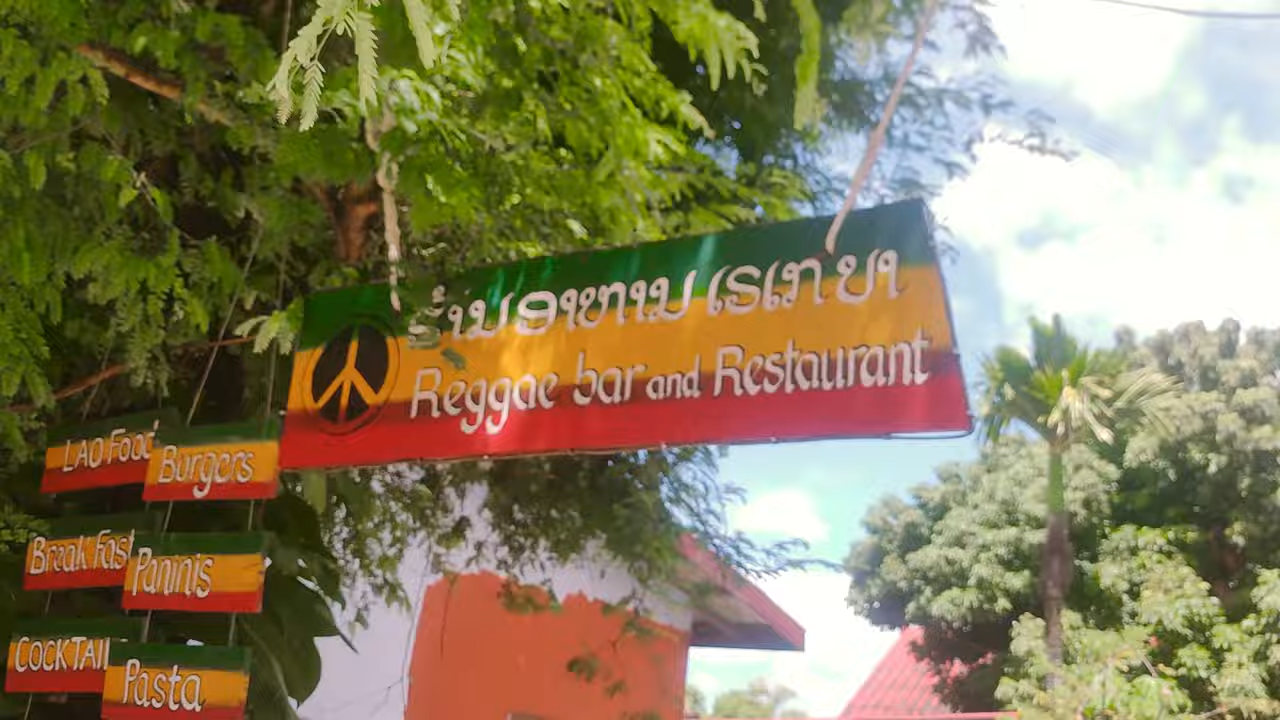 ຮ້ານອາຫານ ເຣເກ ບາ
Reggae bar and Restaurant
LAO Food
Burgers
Break Fast
Paninis
COCKTAIL
Pasta